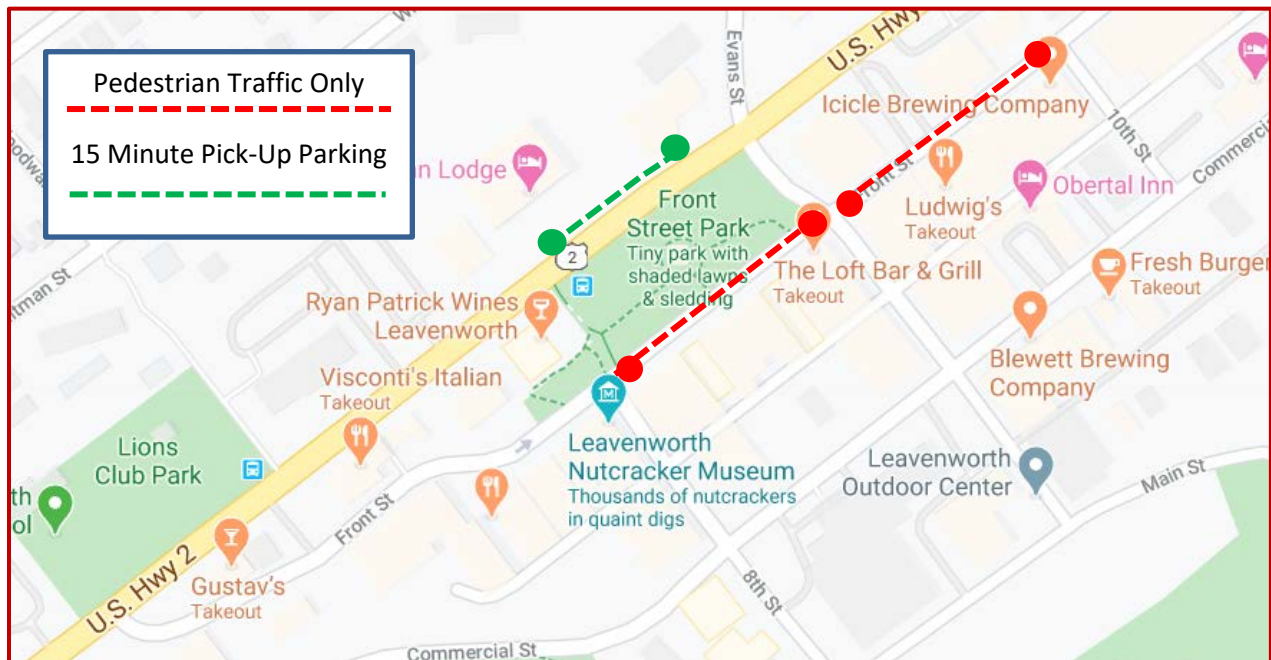 Pedestrian Traffic Only
15 Minute Pick-Up Parking
Evans St
U.S. Hwy
Icicle Brewing Company
10th St
Lodge
Front St
Commercia
Obertal Inn
Front
Street Park
Tiny park with
shaded lawns
& sledding
Ludwig's
Takeout
2
The Loft Bar & Grill
Takeout
Fresh Burger
Takeout
Ryan Patrick Wines
Leavenworth
Blewett Brewing
Company
Visconti's Italian
Takeout
Lions
Club Park
Leavenworth
Nutcracker Museum
Thousands of nutcrackers
in quaint digs
Leavenworth
Outdoor Center
Main St
Front St
U.S. Hwy 2
Gustav's
Takeout
8th St
Commercial St